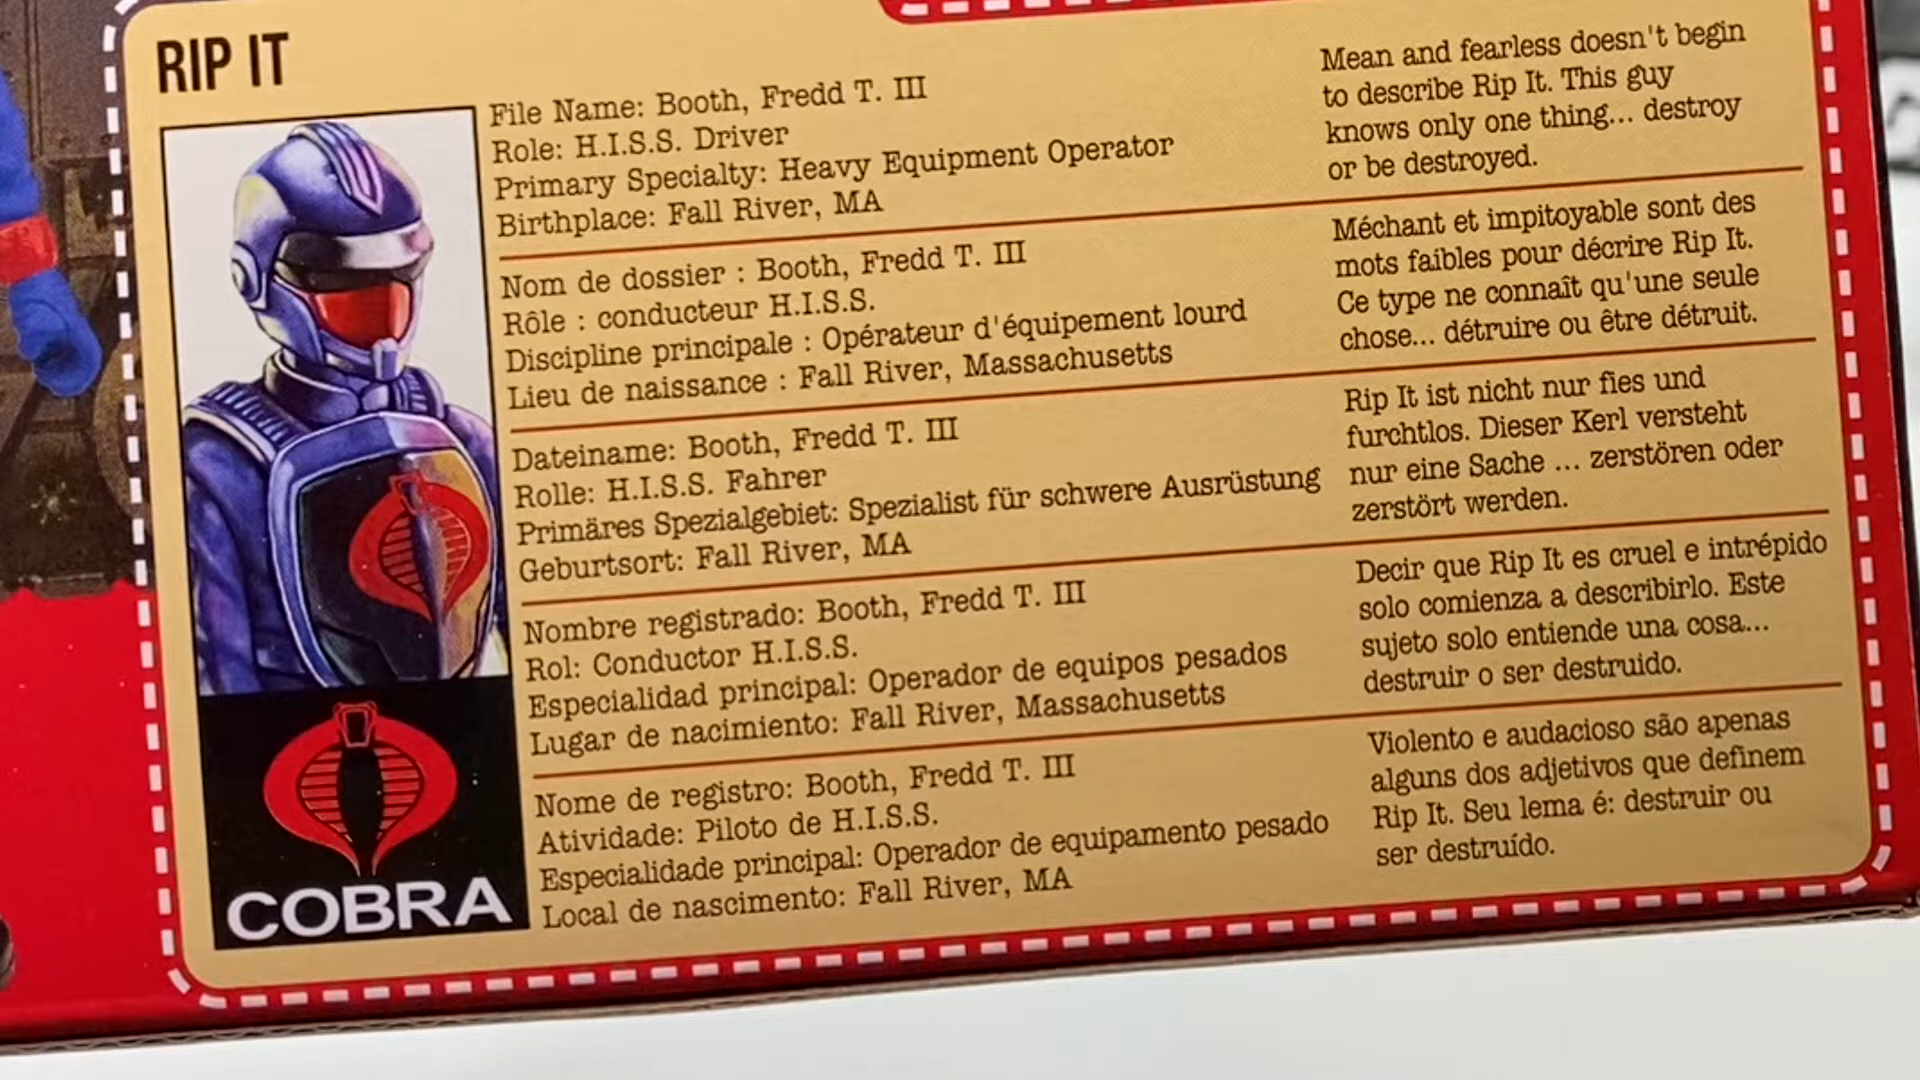 RIP IT
File Name: Booth, Fredd T. III
Role: H.I.S.S. Driver
Primary Specialty: Heavy Equipment Operator
Birthplace: Fall River, MA
Mean and fearless doesn't begin
to describe Rip It. This guy
knows only one thing... destroy
or be destroyed.
Nom de dossier : Booth, Fredd T. III
Rôle : conducteur H.I.S.S.
Discipline principale : Opérateur d'équipement lourd
Lieu de naissance : Fall River, Massachusetts
Méchant et impitoyable sont des
mots faibles pour décrire Rip It.
Ce type ne connaît qu'une seule
chose... détruire ou être détruit.
Dateiname: Booth, Fredd T. III
Rolle: H.I.S.S. Fahrer
Primäres Spezialgebiet: Spezialist für schwere Ausrüstung
Geburtsort: Fall River, MA
Rip It ist nicht nur fies und
furchtlos. Dieser Kerl versteht
nur eine Sache ... zerstören oder
zerstört werden.
Nombre registrado: Booth, Fredd T. III
Rol: Conductor H.I.S.S.
Especialidad principal: Operador de equipos pesados
Lugar de nacimiento: Fall River, Massachusetts
Decir que Rip It es cruel e intrépido
solo comienza a describirlo. Este
sujeto solo entiende una cosa...
destruir o ser destruido.
Nome de registro: Booth, Fredd T. III
Atividade: Piloto de H.I.S.S.
Especialidade principal: Operador de equipamento pesado
Local de nascimento: Fall River, MA
Violento e audacioso são apenas
alguns dos adjetivos que definem
Rip It. Seu lema é: destruir ou
ser destruído.
COBRA